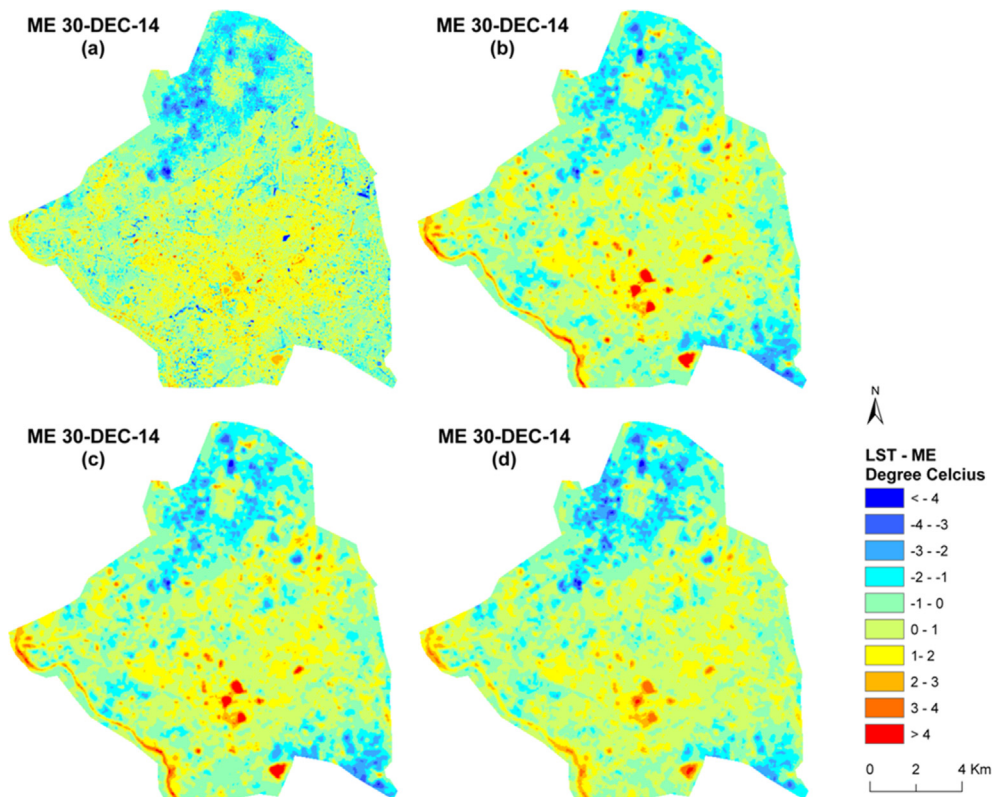 ME 30-DEC-14
(a)
ME 30-DEC-14
(b)
ME 30-DEC-14
(c)
ME 30-DEC-14
(d)
N
LST - ME
Degree Celcius
< - 4
-4 - -3
-3 - -2
-2 - -1
-1 - 0
0 - 1
1- 2
2 - 3
3 - 4
> 4
0 2 4 Km